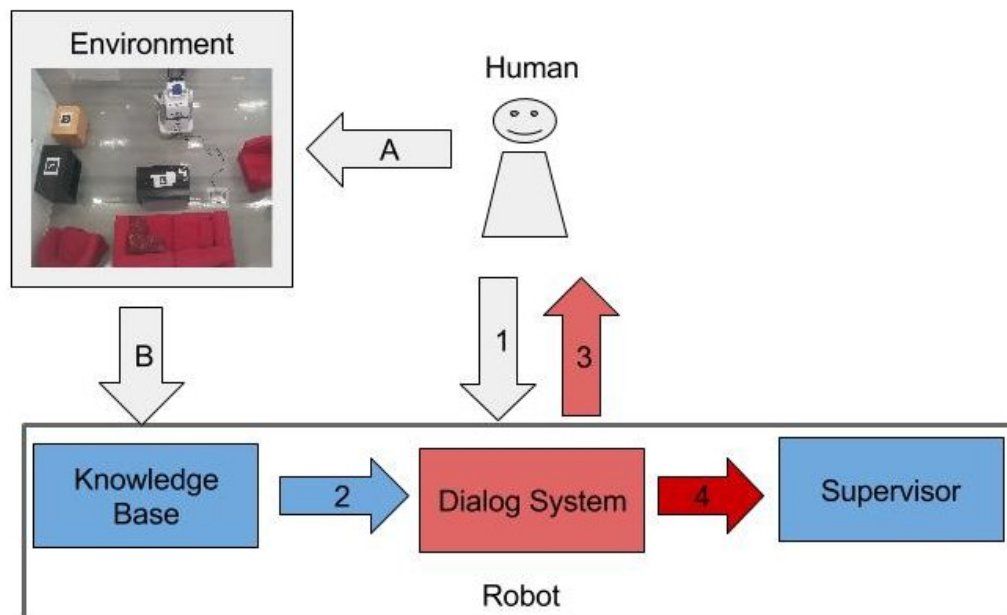 Environment
Human
A
B
1
3
Knowledge
Base
2
Dialog System
4
Supervisor
Robot